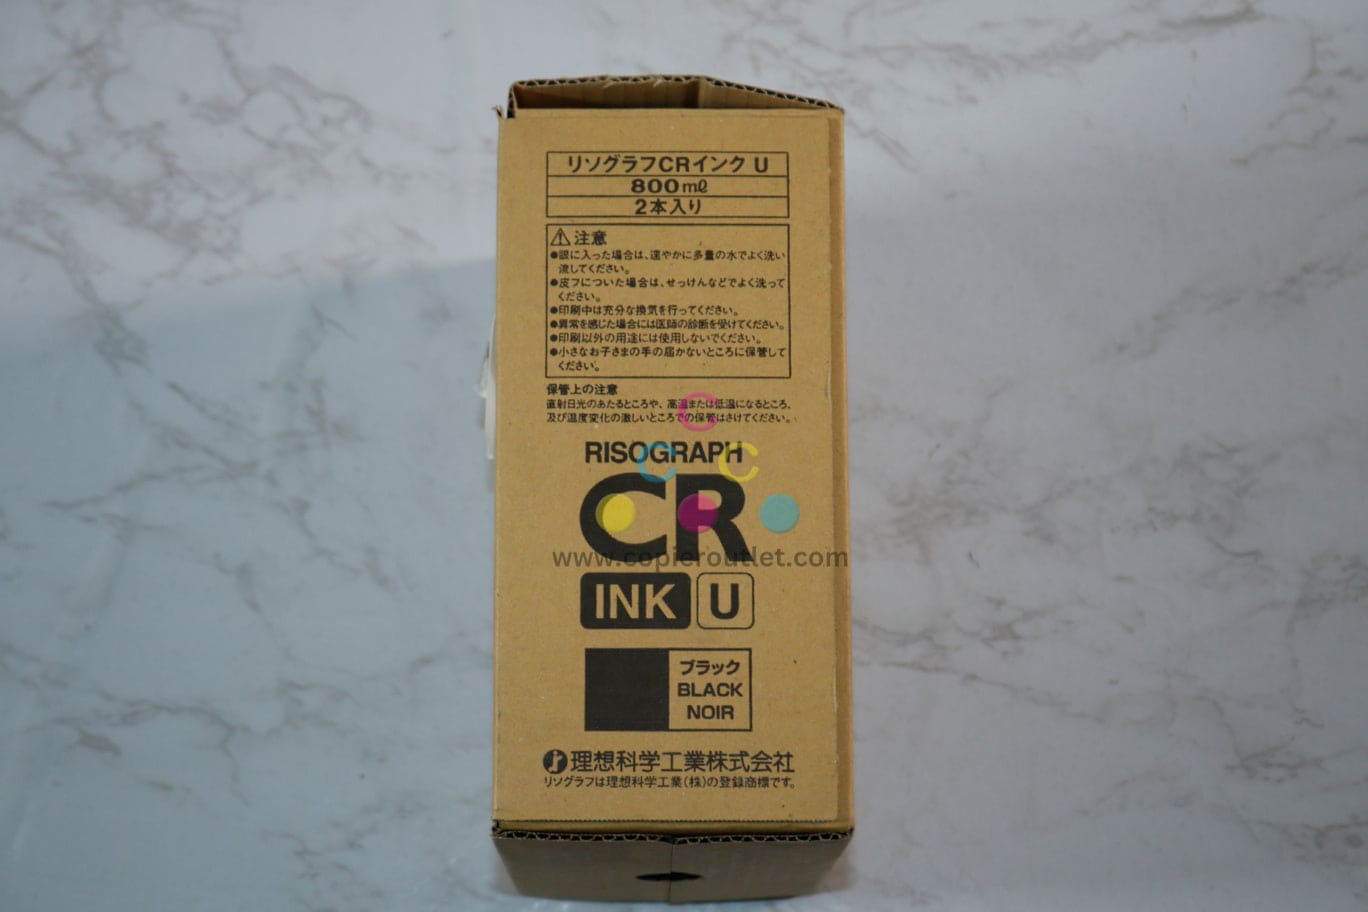 リソグラフCRインク U
800ml
2本入り
⚠注意
●眼に入った場合は、速やかに多量の水でよく洗い
流してください。
●皮フについた場合は、せっけんなどでよく洗って
ください。
●印刷中は充分な換気を行ってください。
●異常を感じた場合には医師の診断を受けてください。
●印刷以外の用途には使用しないでください。
●小さなお子さまの手の届かないところに保管して
ください。
保管上の注意
直射日光のあたるところや、高温または低温になるところ、
及び温度変化の激しいところでの保管はさけてください。
RISOGRAPH
C
C C
CR
www.copieroutlet.com
INK U
ブラック
BLACK
NOIR
理想科学工業株式会社
リソグラフは理想科学工業(株)の登録商標です。